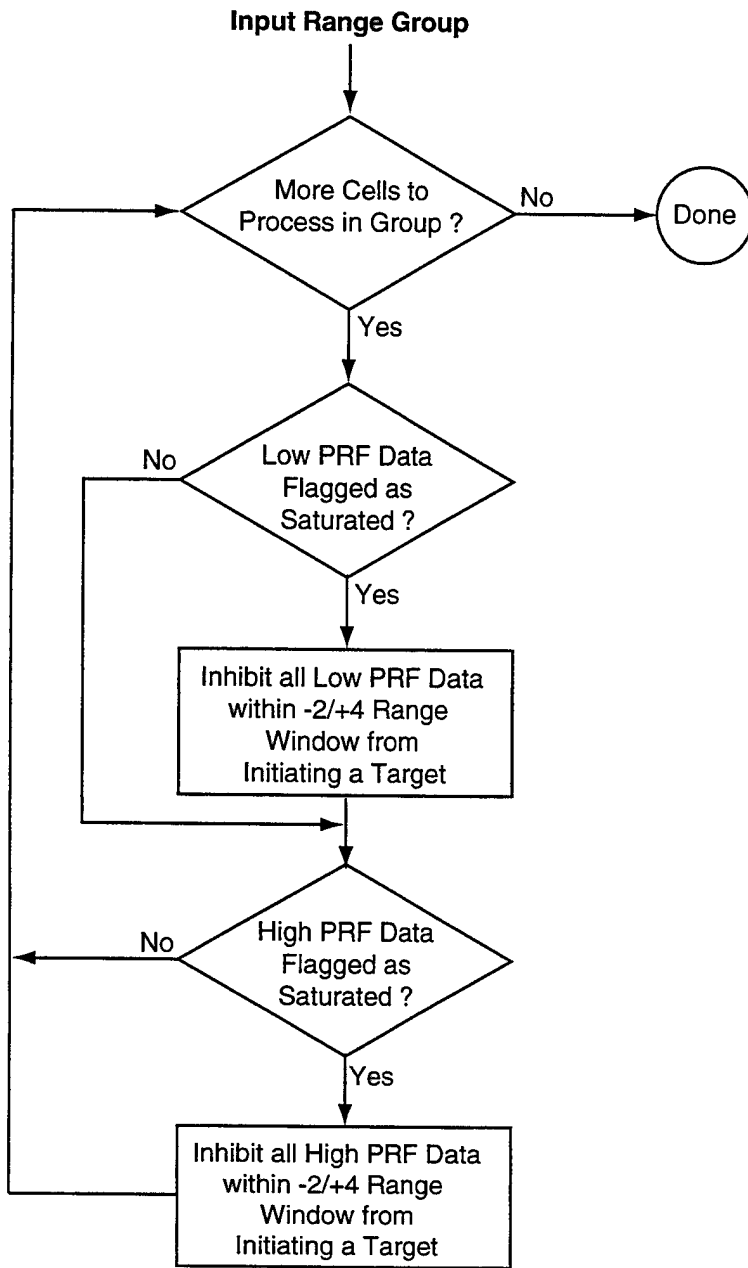 Input Range Group
More Cells to
Process in Group ?
No
Done
Yes
Low PRF Data
Flagged as
Saturated ?
No
Yes
Inhibit all Low PRF Data
within -2/+4 Range
Window from
Initiating a Target
High PRF Data
Flagged as
Saturated ?
No
Yes
Inhibit all High PRF Data
within -2/+4 Range
Window from
Initiating a Target